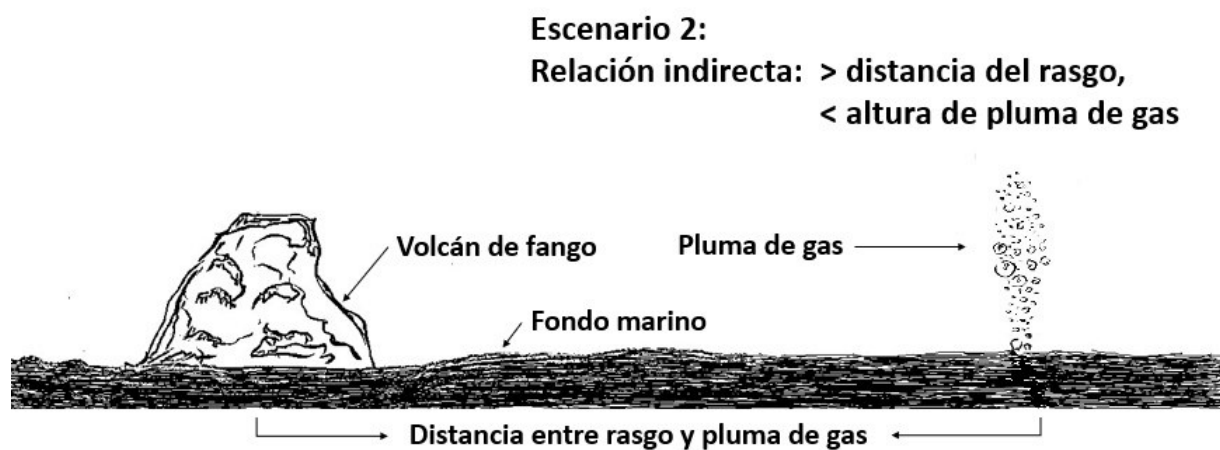 Escenario 2:
Relación indirecta: > distancia del rasgo,
< altura de pluma de gas
Volcán de fango
Pluma de gas
Fondo marino
Distancia entre rasgo y pluma de gas